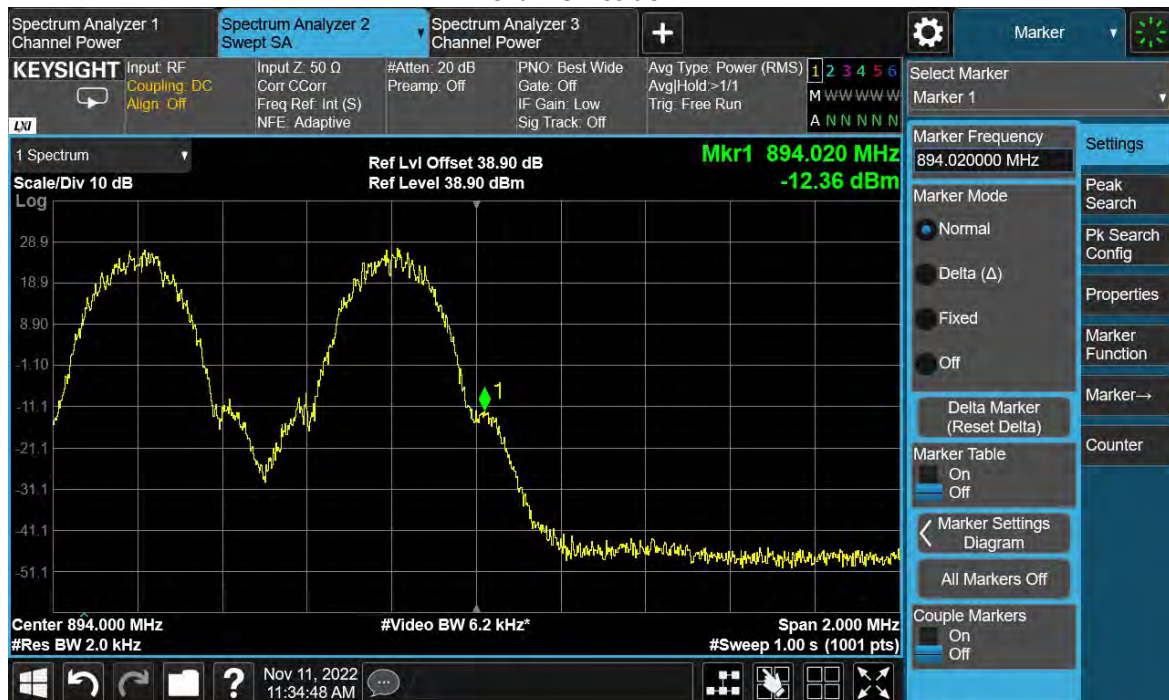 Spectrum Analyzer 1
Channel Power
Spectrum Analyzer 2
Swept SA
Spectrum Analyzer 3
Channel Power
+
Marker
KEYSIGHT
LXI
Input: RF
Coupling: DC
Align: Off
Input Z: 50 Ω
Corr CCorr
Freq Ref: Int (S)
NFE: Adaptive
#Atten: 20 dB
Preamp: Off
PNO: Best Wide
Gate: Off
IF Gain: Low
Sig Track: Off
Avg Type: Power (RMS)
Avg|Hold:>1/1
Trig: Free Run
1 2 3 4 5 6
M W W W W W
A N N N N N
Select Marker
Marker 1
1 Spectrum
Ref Lvl Offset 38.90 dB
Mkr1 894.020 MHz
Scale/Div 10 dB
Ref Level 38.90 dBm
-12.36 dBm
Log
28.9
18.9
8.90
-1.10
-11.1
-21.1
-31.1
-41.1
-51.1
1
Center 894.000 MHz
#Video BW 6.2 kHz*
Span 2.000 MHz
#Res BW 2.0 kHz
#Sweep 1.00 s (1001 pts)
Marker Frequency
894.020000 MHz
Marker Mode
Normal
Delta (Δ)
Fixed
Off
Delta Marker
(Reset Delta)
Marker Table
On
Off
Marker Settings
Diagram
All Markers Off
Couple Markers
On
Off
Settings
Peak
Search
Pk Search
Config
Properties
Marker
Function
Marker→
Counter
?
Nov 11, 2022
11:34:48 AM